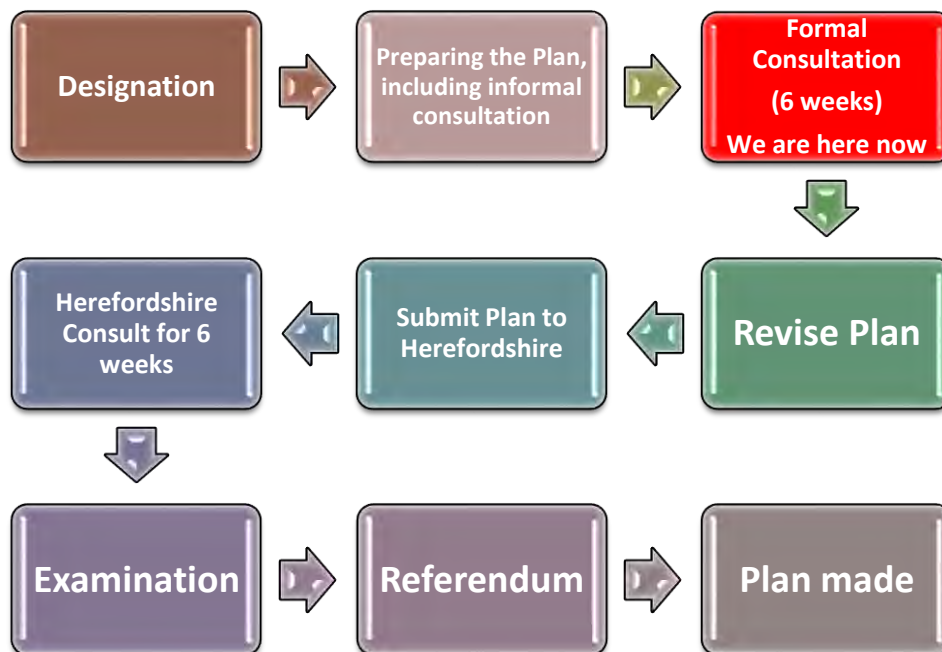 Designation
Preparing the Plan,
including informal
consultation
Formal
Consultation
(6 weeks)
We are here now
Revise Plan
Submit Plan to
Herefordshire
Herefordshire
Consult for 6
weeks
Examination
Referendum
Plan made